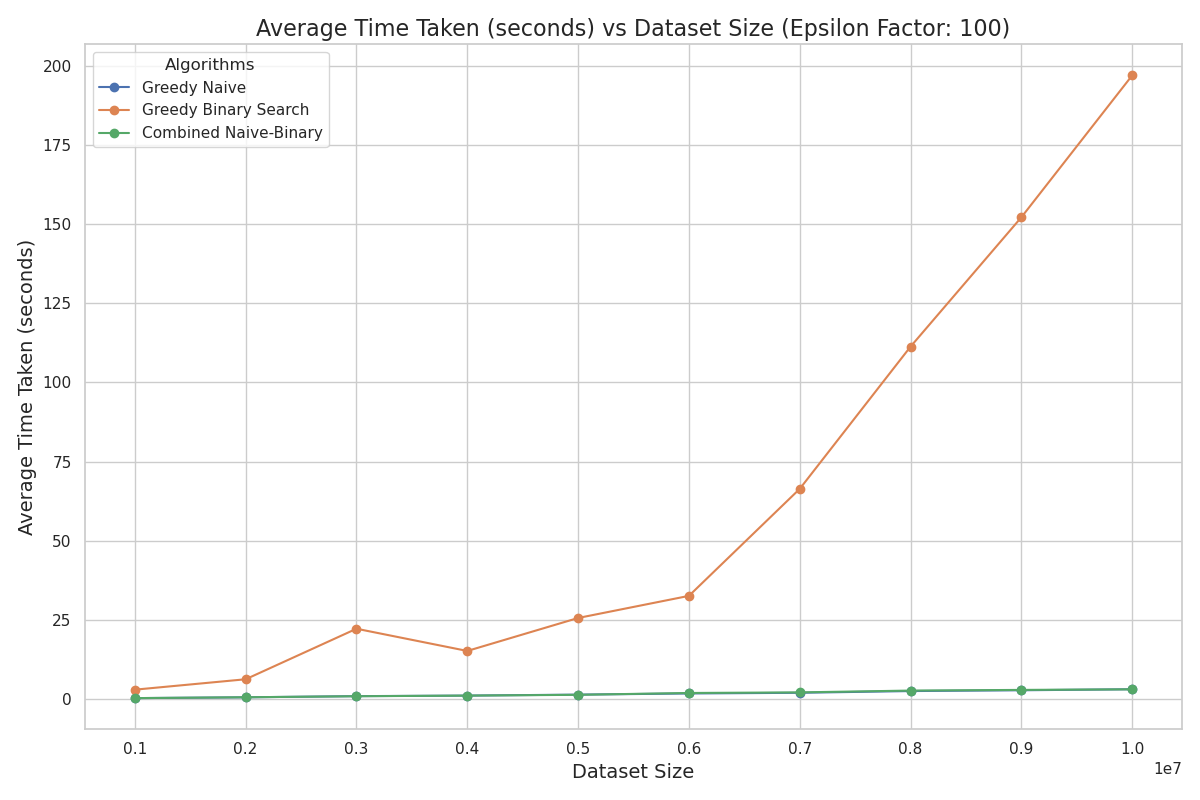 Average Time Taken (seconds) vs Dataset Size (Epsilon Factor: 100)
Algorithms
Greedy Naive
Greedy Binary Search
Combined Naive-Binary
Average Time Taken (seconds)
200
175
150
125
100
75
50
25
0
0.1 0.2 0.3 0.4 0.5 0.6 0.7 0.8 0.9 1.0
1e7
Dataset Size